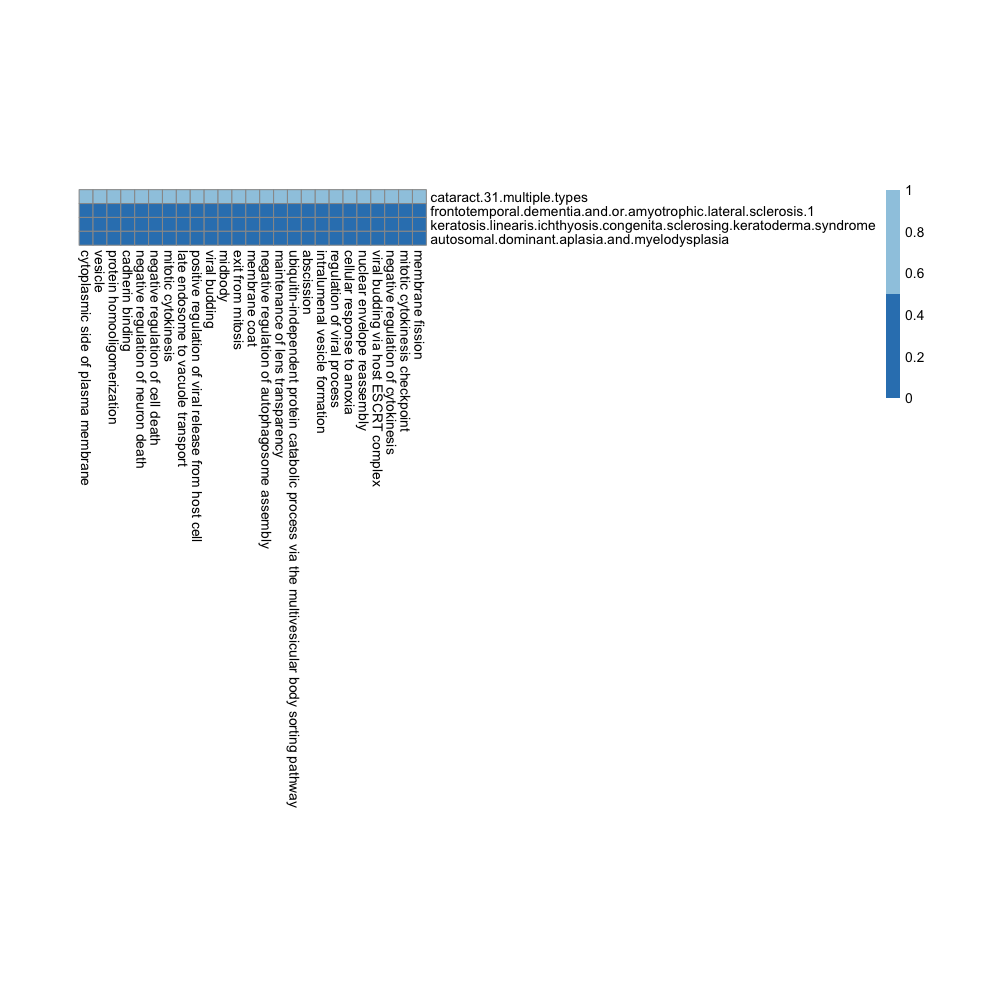 cataract.31.multiple.types
frontotemporal.dementia.and.or.amyotrophic.lateral.sclerosis.1
keratosis.linearis.ichthyosis.congenita.sclerosing.keratoderma.syndrome
autosomal.dominant.aplasia.and.myelodysplasia
1
0.8
0.6
0.4
0.2
0
cytoplasmic side of plasma membrane
vesicle
protein homooligomerization
cadherin binding
negative regulation of neuron death
negative regulation of cell death
mitotic cytokinesis
late endosome to vacuole transport
positive regulation of viral release from host cell
viral budding
midbody
exit from mitosis
membrane coat
negative regulation of autophagosome assembly
maintenance of lens transparency
ubiquitin-independent protein catabolic process via the multivesicular body sorting pathway
abscission
intralumenal vesicle formation
regulation of viral process
cellular response to anoxia
nuclear envelope reassembly
viral budding via host ESCRT complex
negative regulation of cytokinesis
mitotic cytokinesis checkpoint
membrane fission